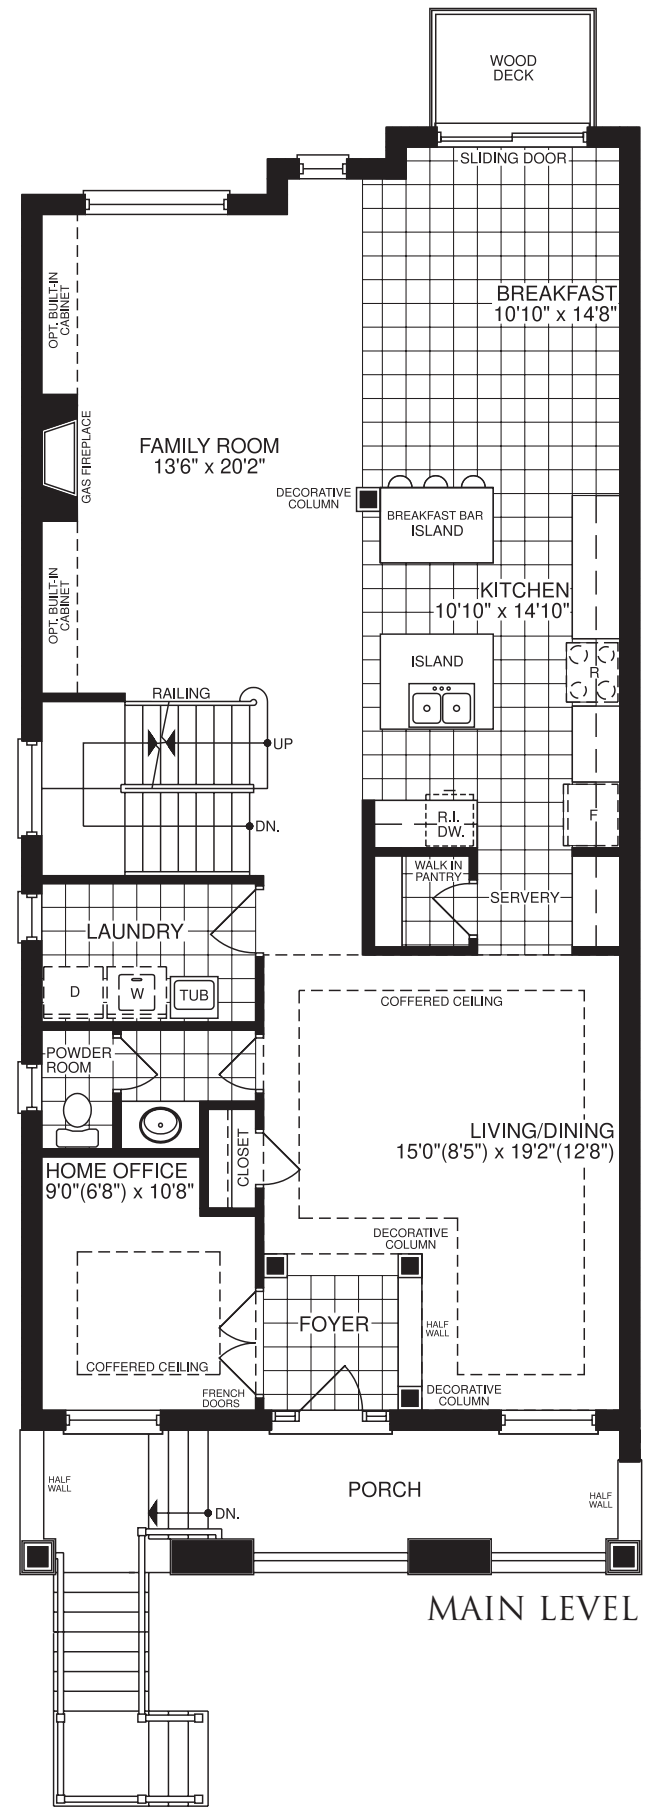 WOOD
DECK
SLIDING DOOR
BREAKFAST
10'10" x 14'8"
OPT. BUILT-IN
CABINET
GAS FIREPLACE
FAMILY ROOM
13'6" x 20'2"
DECORATIVE
COLUMN
BREAKFAST BAR
ISLAND
OPT. BUILT-IN
CABINET
KITCHEN
10'10" x 14'10"
ISLAND
R
RAILING
UP
DN.
R.I.
DW.
F
WALK IN
PANTRY
SERVERY
LAUNDRY
D
W
TUB
COFFERED CEILING
POWDER
ROOM
CLOSET
LIVING/DINING
15'0"(8'5") x 19'2"(12'8")
HOME OFFICE
9'0"(6'8") x 10'8"
DECORATIVE
COLUMN
FOYER
HALF
WALL
COFFERED CEILING
FRENCH
DOORS
DECORATIVE
COLUMN
HALF
WALL
PORCH
HALF
WALL
DN.
MAIN LEVEL